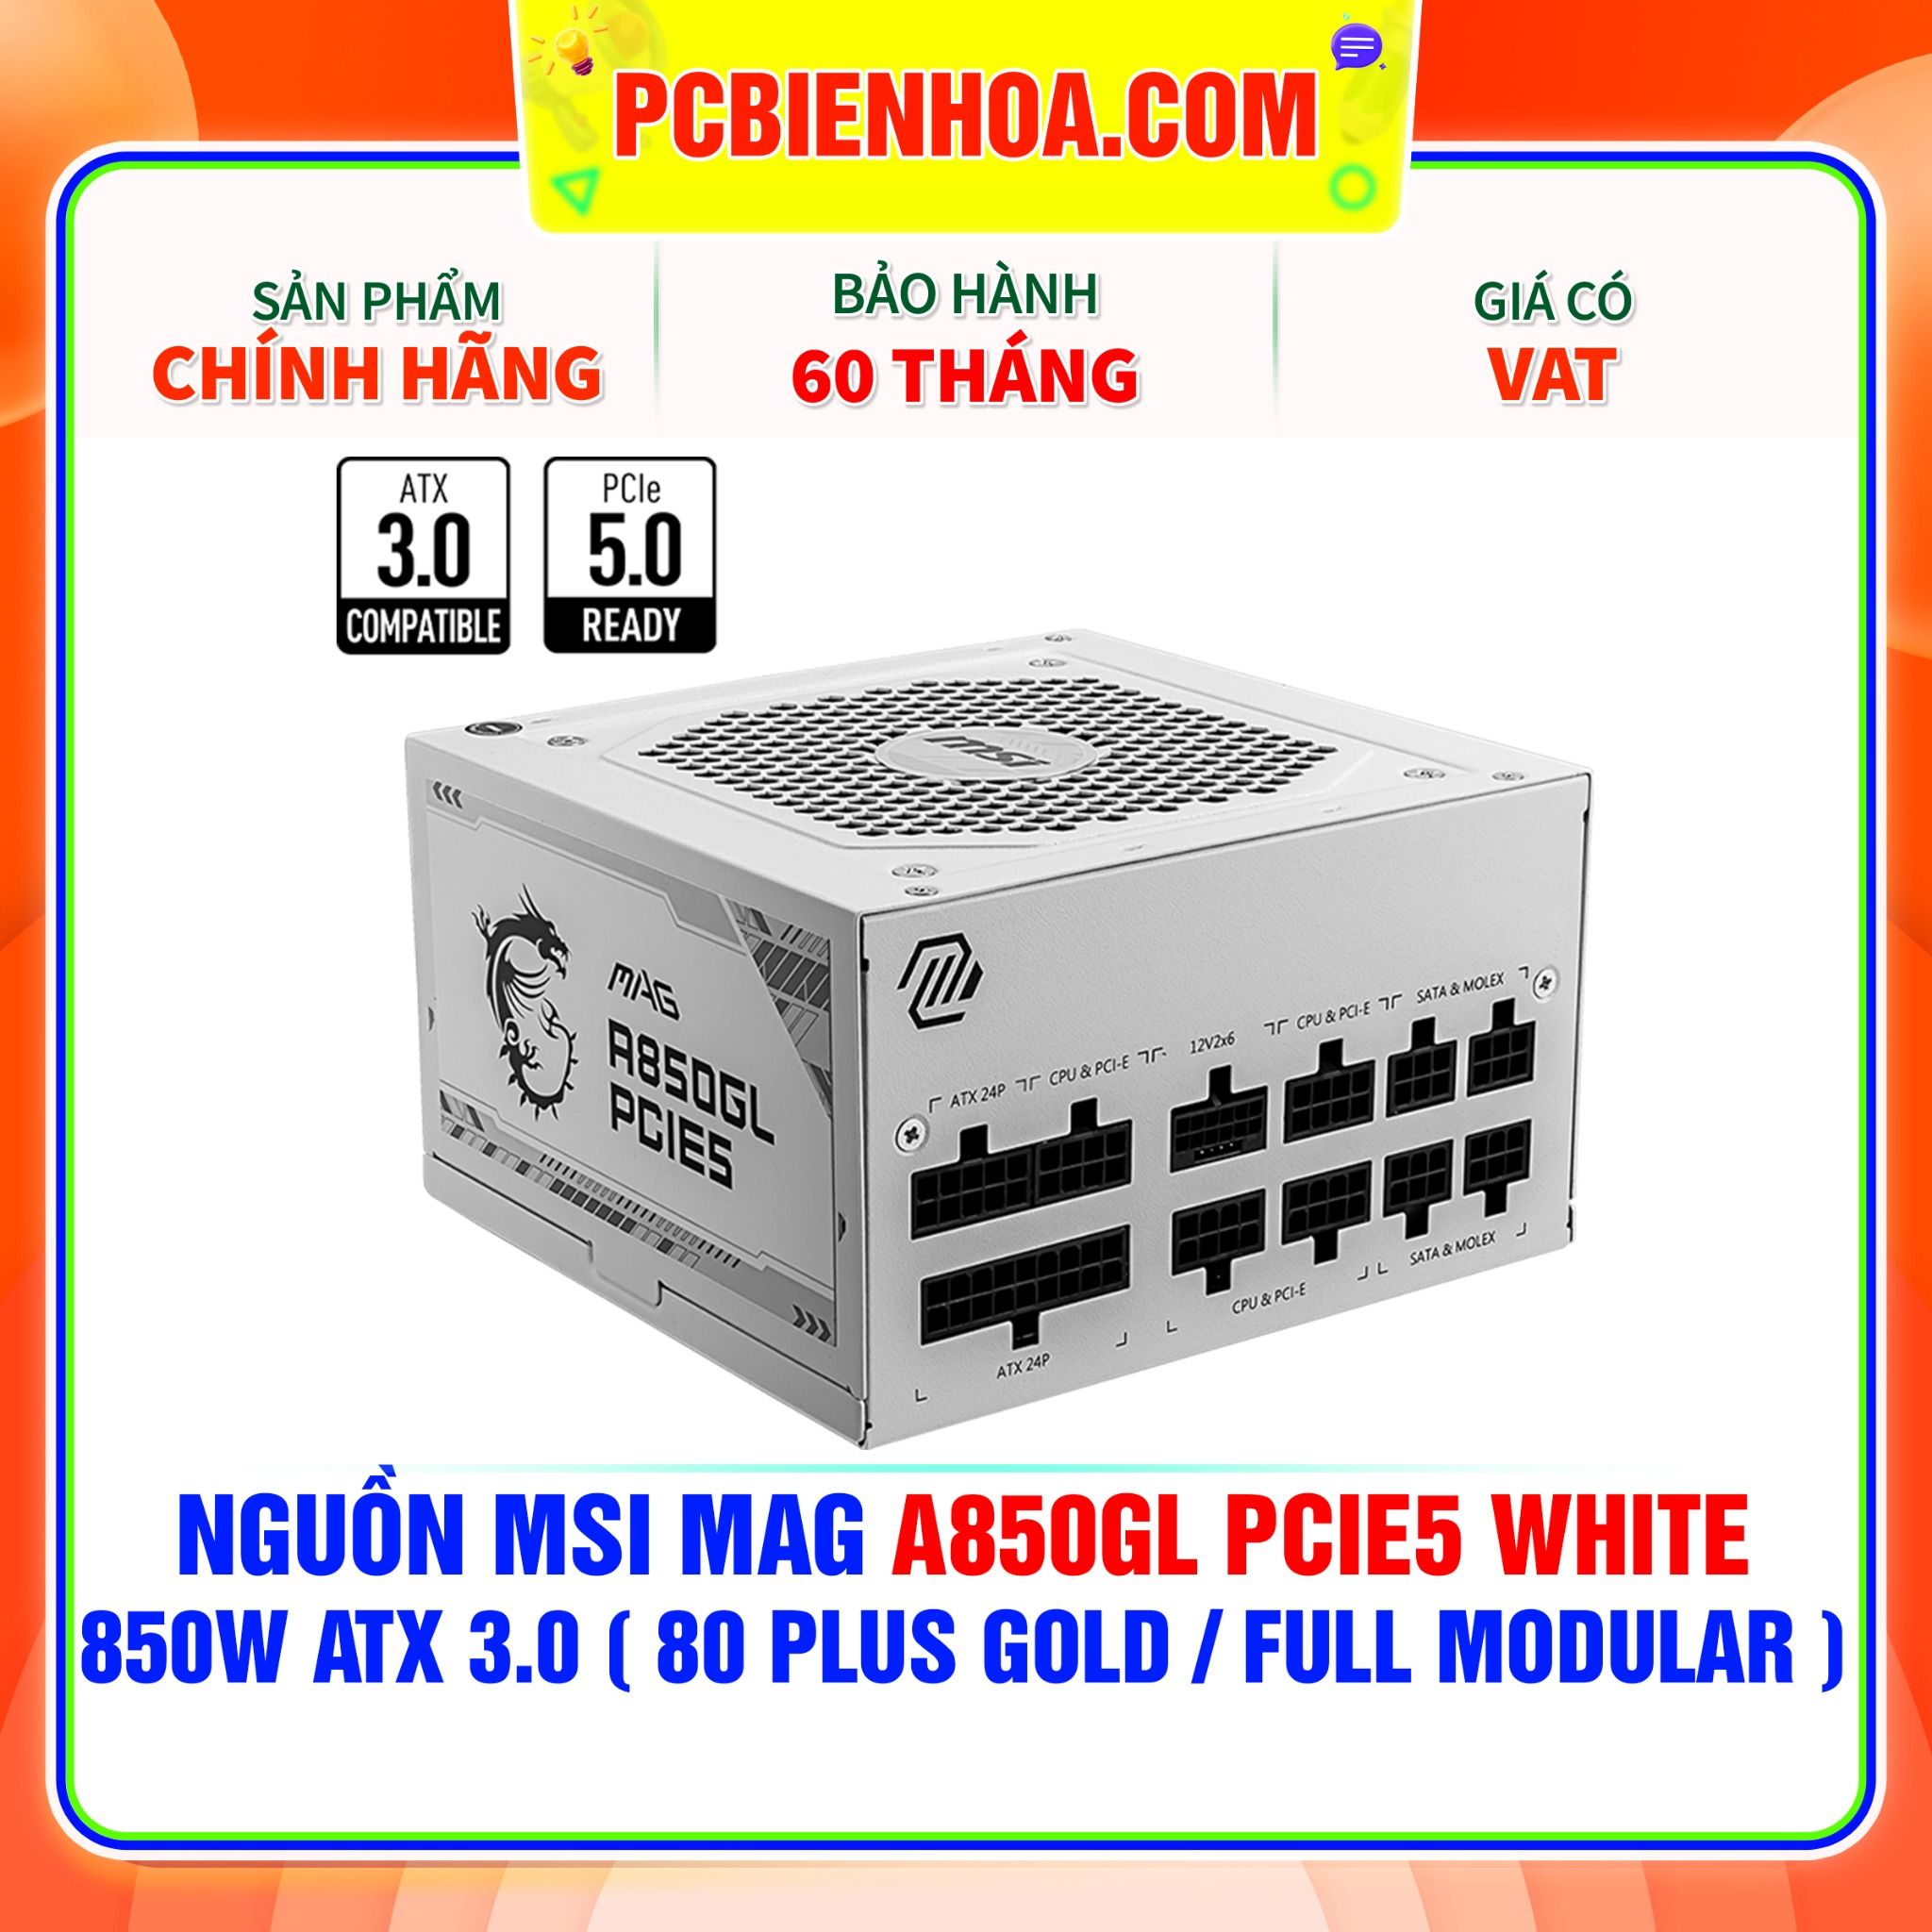 PCBIENHOA.COM
SẢN PHẨM
CHÍNH HÃNG
BẢO HÀNH
60 THÁNG
GIÁ CÓ
VAT
ATX
3.0
COMPATIBLE
PCIe
5.0
READY
msi
MAG
A850GL
PCIE5
ATX 24P
CPU & PCI-E
12V2x6
CPU & PCI-E
SATA & MOLEX
ATX 24P
CPU & PCI-E
SATA & MOLEX
NGUỒN MSI MAG A850GL PCIE5 WHITE
850W ATX 3.0 ( 80 PLUS GOLD / FULL MODULAR )